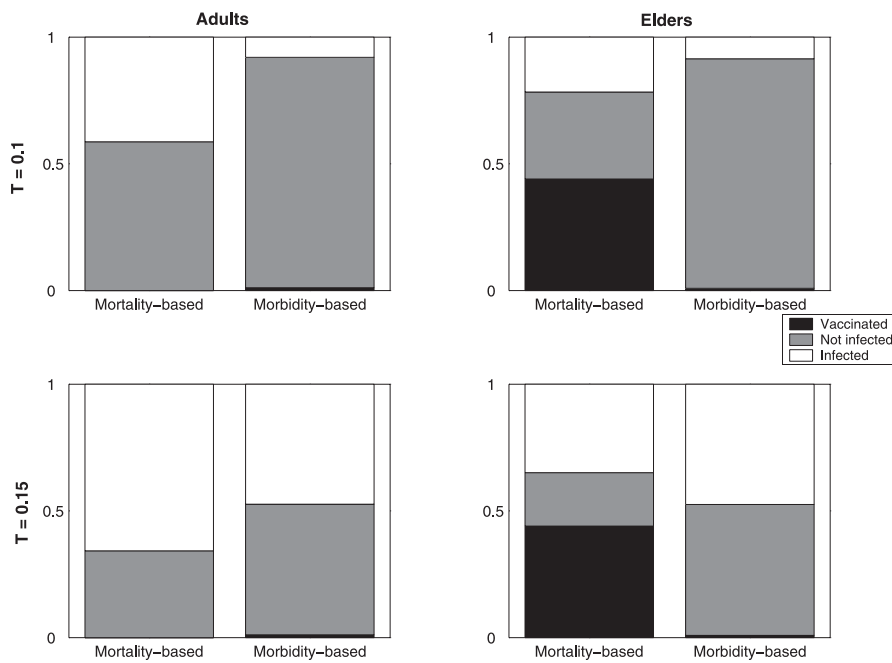 Adults
Elders
T = 0.1
1
0.5
0
Mortality−based Morbidity−based
1
0.5
0
Mortality−based Morbidity−based
Vaccinated
Not infected
Infected
T = 0.15
1
0.5
0
Mortality−based Morbidity−based
1
0.5
0
Mortality−based Morbidity−based